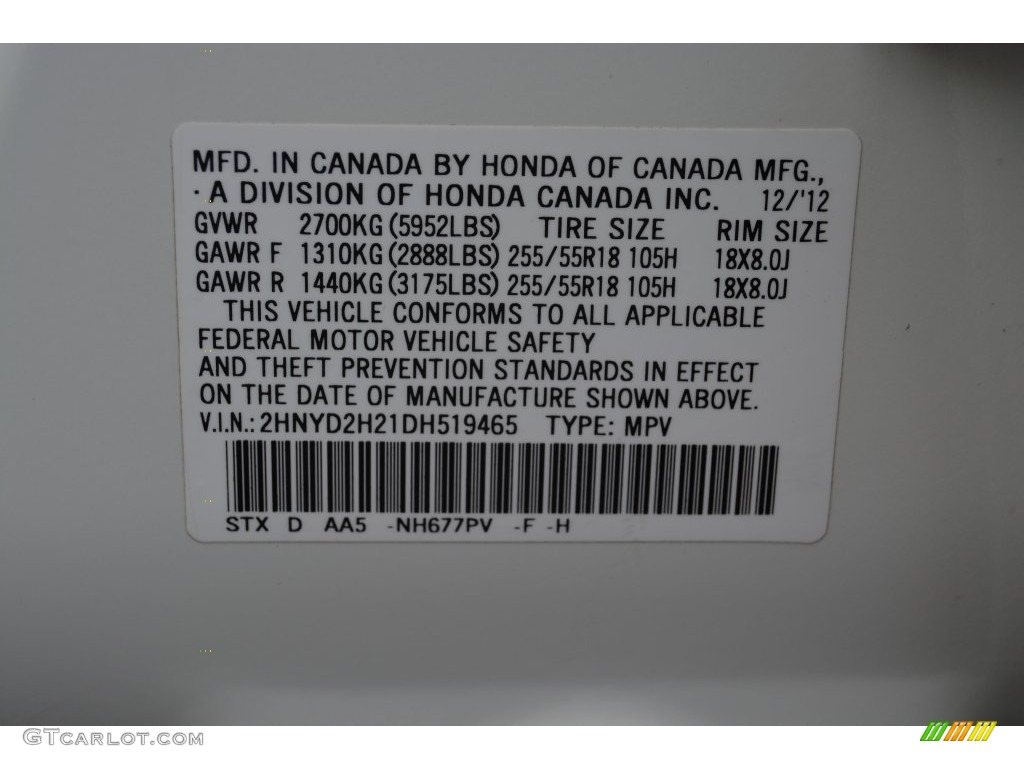 MFD. IN CANADA BY HONDA OF CANADA MFG.,
· A DIVISION OF HONDA CANADA INC. 12/'12
GVWR 2700KG (5952LBS) TIRE SIZE RIM SIZE
GAWR F 1310KG (2888LBS) 255/55R18 105H 18X8.0J
GAWR R 1440KG (3175LBS) 255/55R18 105H 18X8.0J
THIS VEHICLE CONFORMS TO ALL APPLICABLE
FEDERAL MOTOR VEHICLE SAFETY
AND THEFT PREVENTION STANDARDS IN EFFECT
ON THE DATE OF MANUFACTURE SHOWN ABOVE.
V.I.N.: 2HNYD2H21DH519465 TYPE: MPV
STX D AA5 -NH677PV -F -H
GTCARLOT.COM